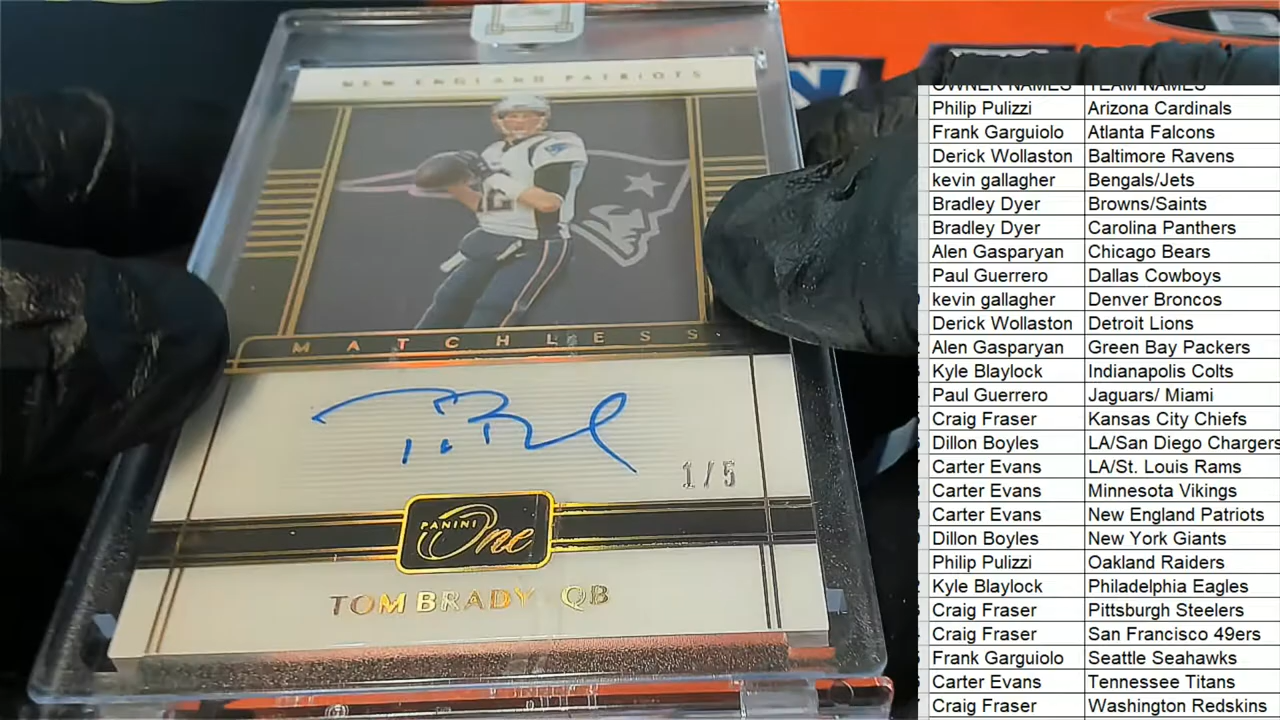 NEW ENGLAND PATRIOTS
MATCHLESS
1/5
PANINI
One
TOM BRADY QB
OWNER NAMES TEAM NAMES
Philip Pulizzi Arizona Cardinals
Frank Garguiolo Atlanta Falcons
Derick Wollaston Baltimore Ravens
kevin gallagher Bengals/Jets
Bradley Dyer Browns/Saints
Bradley Dyer Carolina Panthers
Alen Gasparyan Chicago Bears
Paul Guerrero Dallas Cowboys
kevin gallagher Denver Broncos
Derick Wollaston Detroit Lions
Alen Gasparyan Green Bay Packers
Kyle Blaylock Indianapolis Colts
Paul Guerrero Jaguars/ Miami
Craig Fraser Kansas City Chiefs
Dillon Boyles LA/San Diego Chargers
Carter Evans LA/St. Louis Rams
Carter Evans Minnesota Vikings
Carter Evans New England Patriots
Dillon Boyles New York Giants
Philip Pulizzi Oakland Raiders
Kyle Blaylock Philadelphia Eagles
Craig Fraser Pittsburgh Steelers
Craig Fraser San Francisco 49ers
Frank Garguiolo Seattle Seahawks
Carter Evans Tennessee Titans
Craig Fraser Washington Redskins